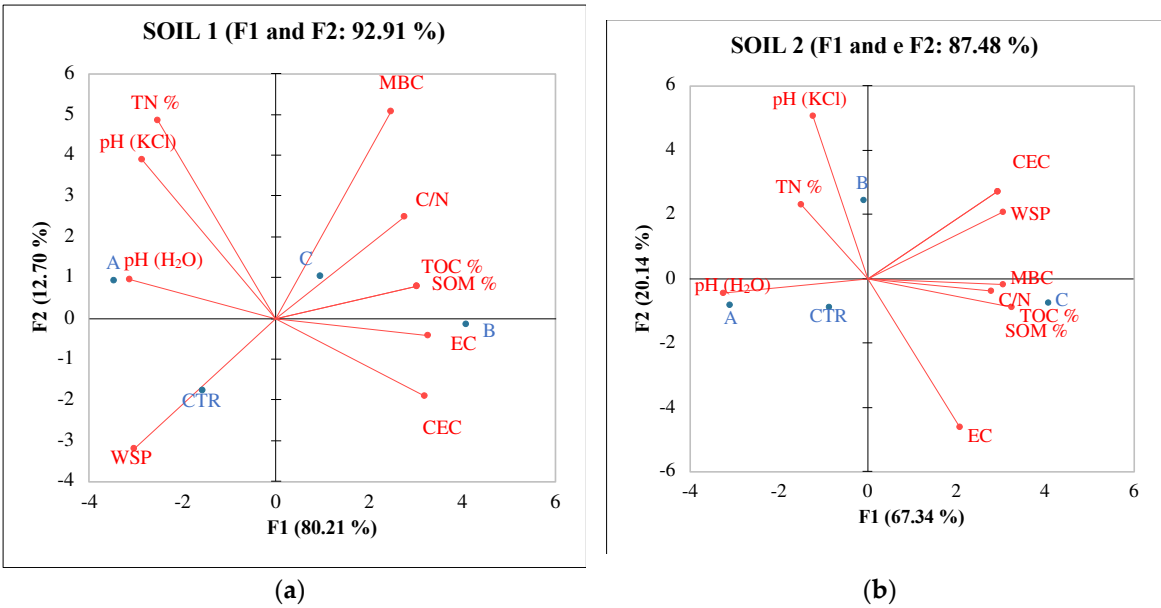 SOIL 1 (F1 and F2: 92.91 %)
6
5
4
3
2
1
0
-1
-2
-3
-4
-4
-2
0
2
4
6
F2 (12.70 %)
F1 (80.21 %)
MBC
TN %
pH (KCl)
C/N
C
A
pH (H₂O)
TOC %
SOM %
B
EC
CTR
CEC
WSP
(a)
SOIL 2 (F1 and e F2: 87.48 %)
6
4
2
0
-2
-4
-6
-4
-2
0
2
4
6
F2 (20.14 %)
F1 (67.34 %)
pH (KCl)
CEC
B
TN %
WSP
pH (H₂O)
MBC
C/N
C
A
CTR
TOC %
SOM %
EC
(b)